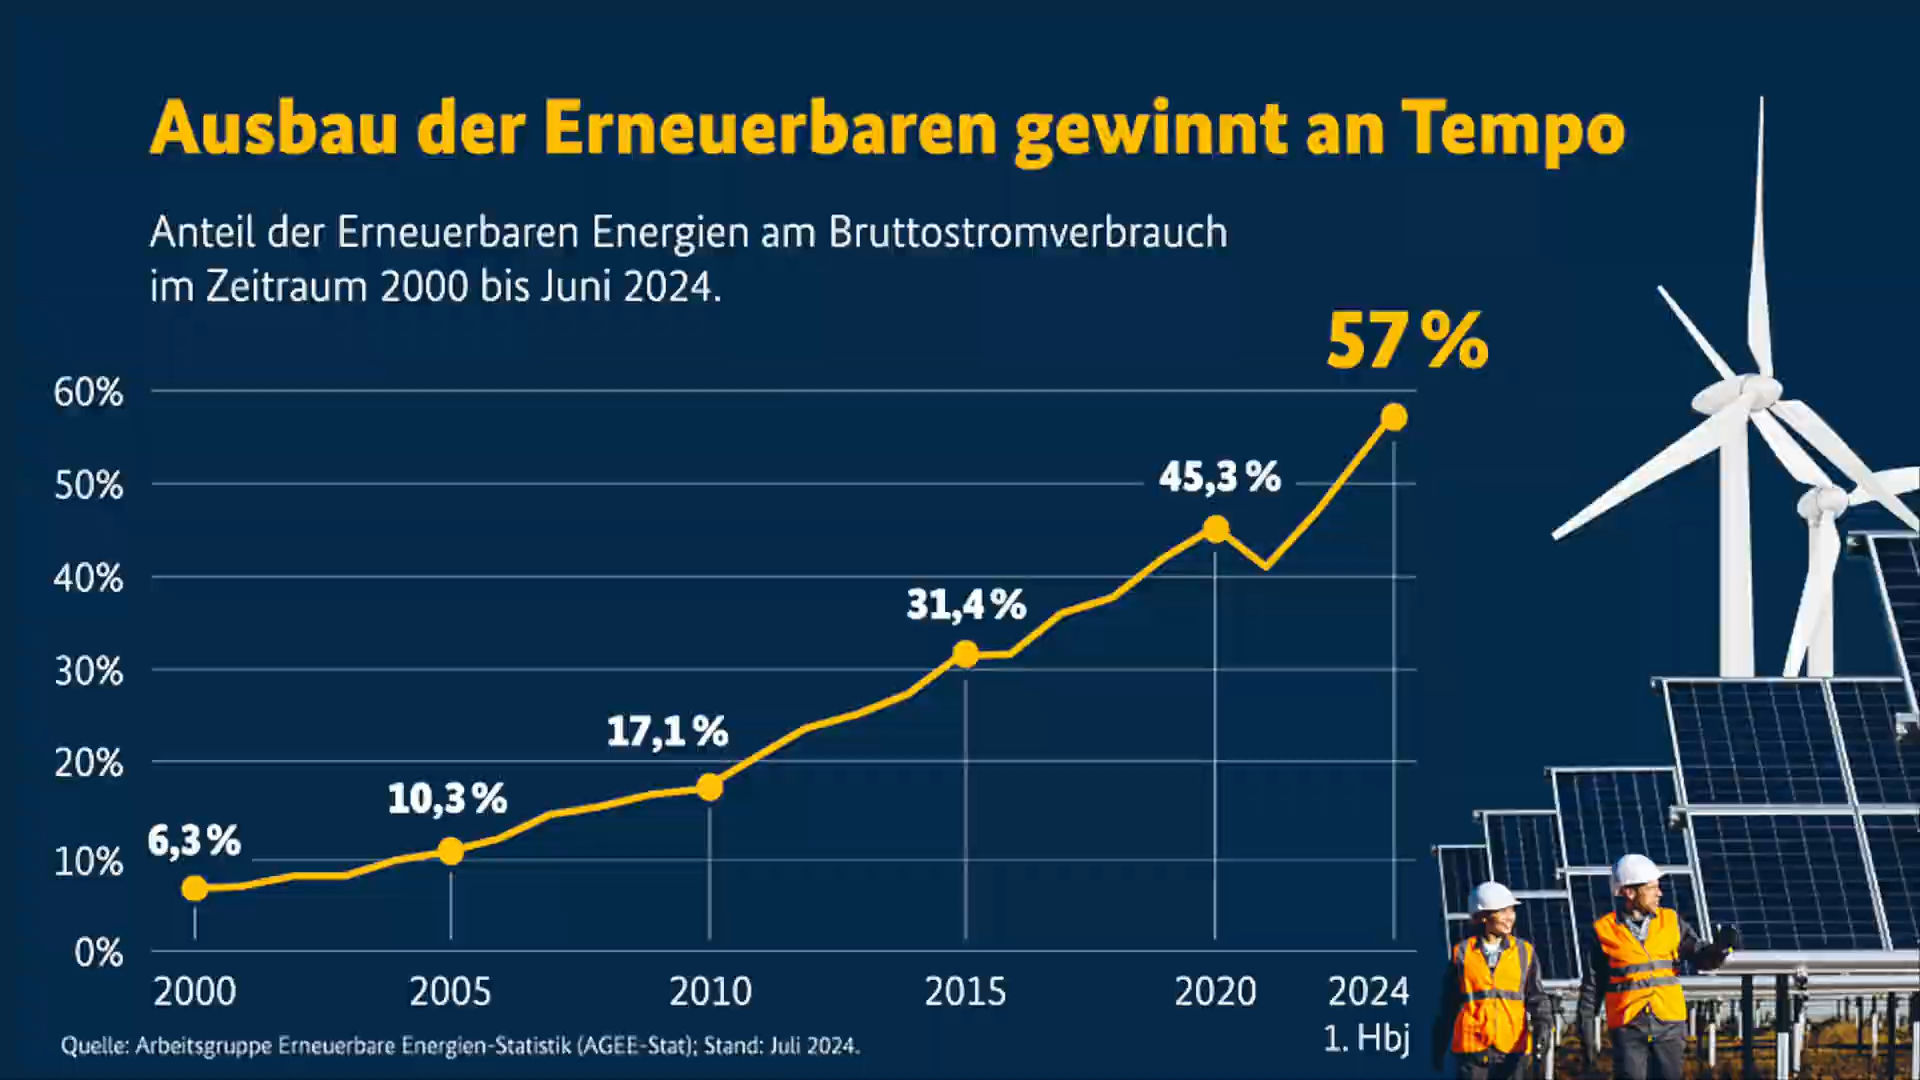 Ausbau der Erneuerbaren gewinnt an Tempo
Anteil der Erneuerbaren Energien am Bruttostromverbrauch
im Zeitraum 2000 bis Juni 2024.
57 %
60%
50%
45,3 %
40%
31,4 %
30%
17,1 %
20%
10,3 %
6,3 %
10%
0%
2000 2005 2010 2015 2020 2024
1. Hbj
Quelle: Arbeitsgruppe Erneuerbare Energien-Statistik (AGEE-Stat); Stand: Juli 2024.